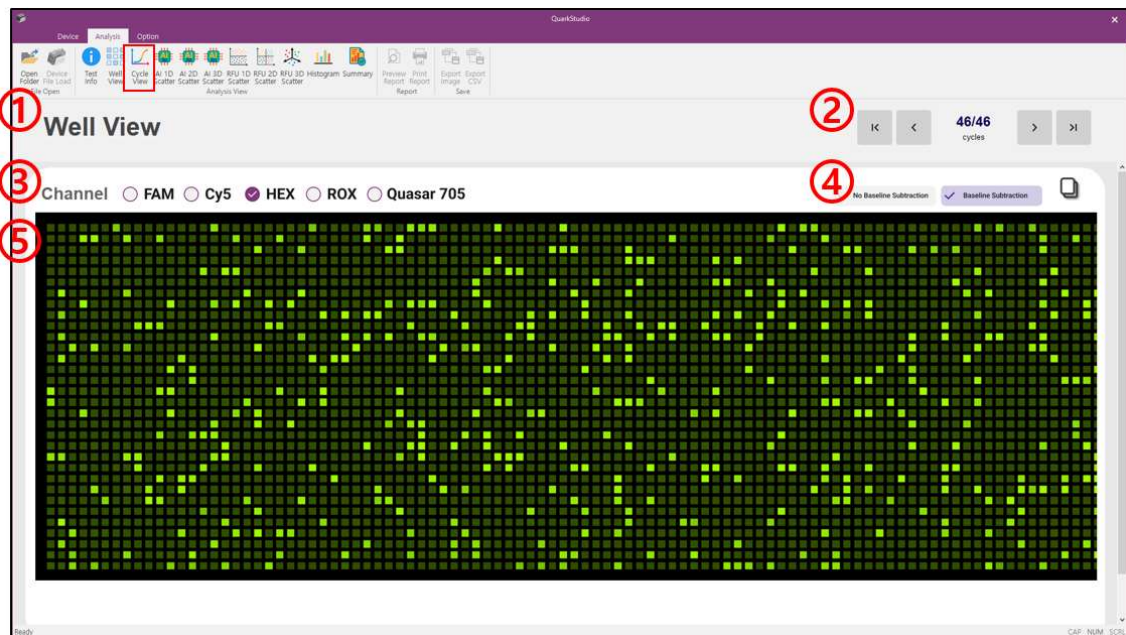 QuarkStudio
Device Analysis Option
Open Folder Device File Load Test Info Well View Cycle View AI 1D Scatter AI 2D Scatter AI 3D Scatter RFU 1D Scatter RFU 2D Scatter RFU 3D Scatter Histogram Summary Preview Report Print Report Export Image Export CSV
File Open Analysis View Report Save
① Well View ② 46/46
cycles
③ Channel FAM Cy5 HEX ROX Quasar 705 ④ No Baseline Subtraction Baseline Subtraction
⑤
Ready CAP NUM SCRL